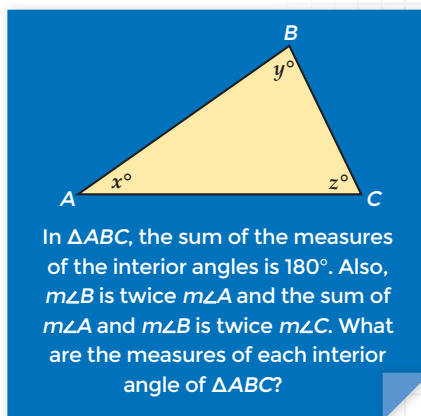 B
y°
x°
z°
A
C
In ΔABC, the sum of the measures
of the interior angles is 180°. Also,
m∠B is twice m∠A and the sum of
m∠A and m∠B is twice m∠C. What
are the measures of each interior
angle of ΔABC?